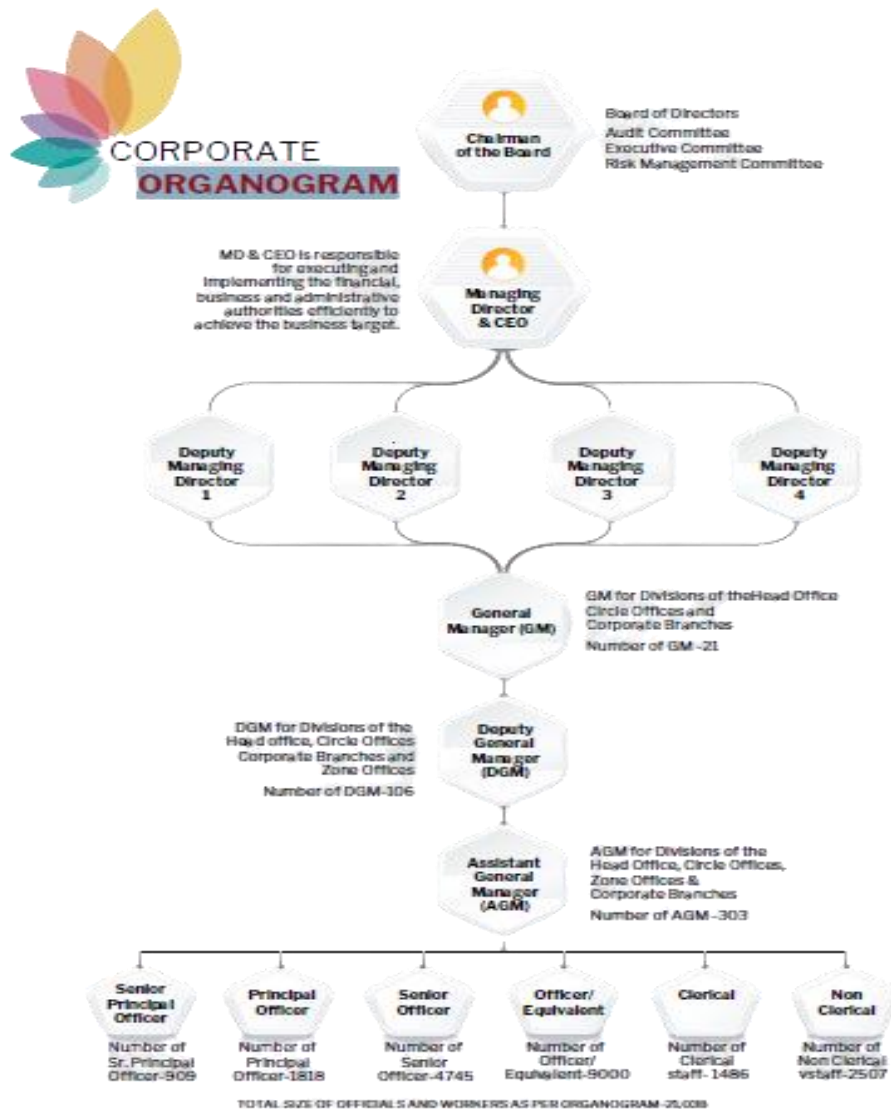 CORPORATE
ORGANOGRAM
Chairman
of the Board
Board of Directors
Audit Committee
Executive Committee
Risk Management Committee
MD & CEO is responsible
for executing and
implementing the financial,
business and administrative
authorities efficiently to
achieve the business target.
Managing
Director
& CEO
Deputy
Managing
Director
1
Deputy
Managing
Director
2
Deputy
Managing
Director
3
Deputy
Managing
Director
4
General
Manager (GM)
GM for Divisions of theHead Office
Circle Offices and
Corporate Branches
Number of GM -21
DGM for Divisions of the
Head office, Circle Offices
Corporate Branches and
Zone Offices
Number of DGM-106
Deputy
General
Manager
(DGM)
Assistant
General
Manager
(AGM)
AGM for Divisions of the
Head Office, Circle Offices,
Zone Offices &
Corporate Branches
Number of AGM -303
Senior
Principal
Officer
Number of
Sr. Principal
Officer-909
Principal
Officer
Number of
Principal
Officer-1818
Senior
Officer
Number of
Senior
Officer-4745
Officer/
Equivalent
Number of
Officer/
Equivalent-9000
Clerical
Number of
Clerical
staff- 1486
Non
Clerical
Number of
Non Clerical
vstaff-2507
TOTAL SIZE OF OFFICIALS AND WORKERS AS PER ORGANOGRAM